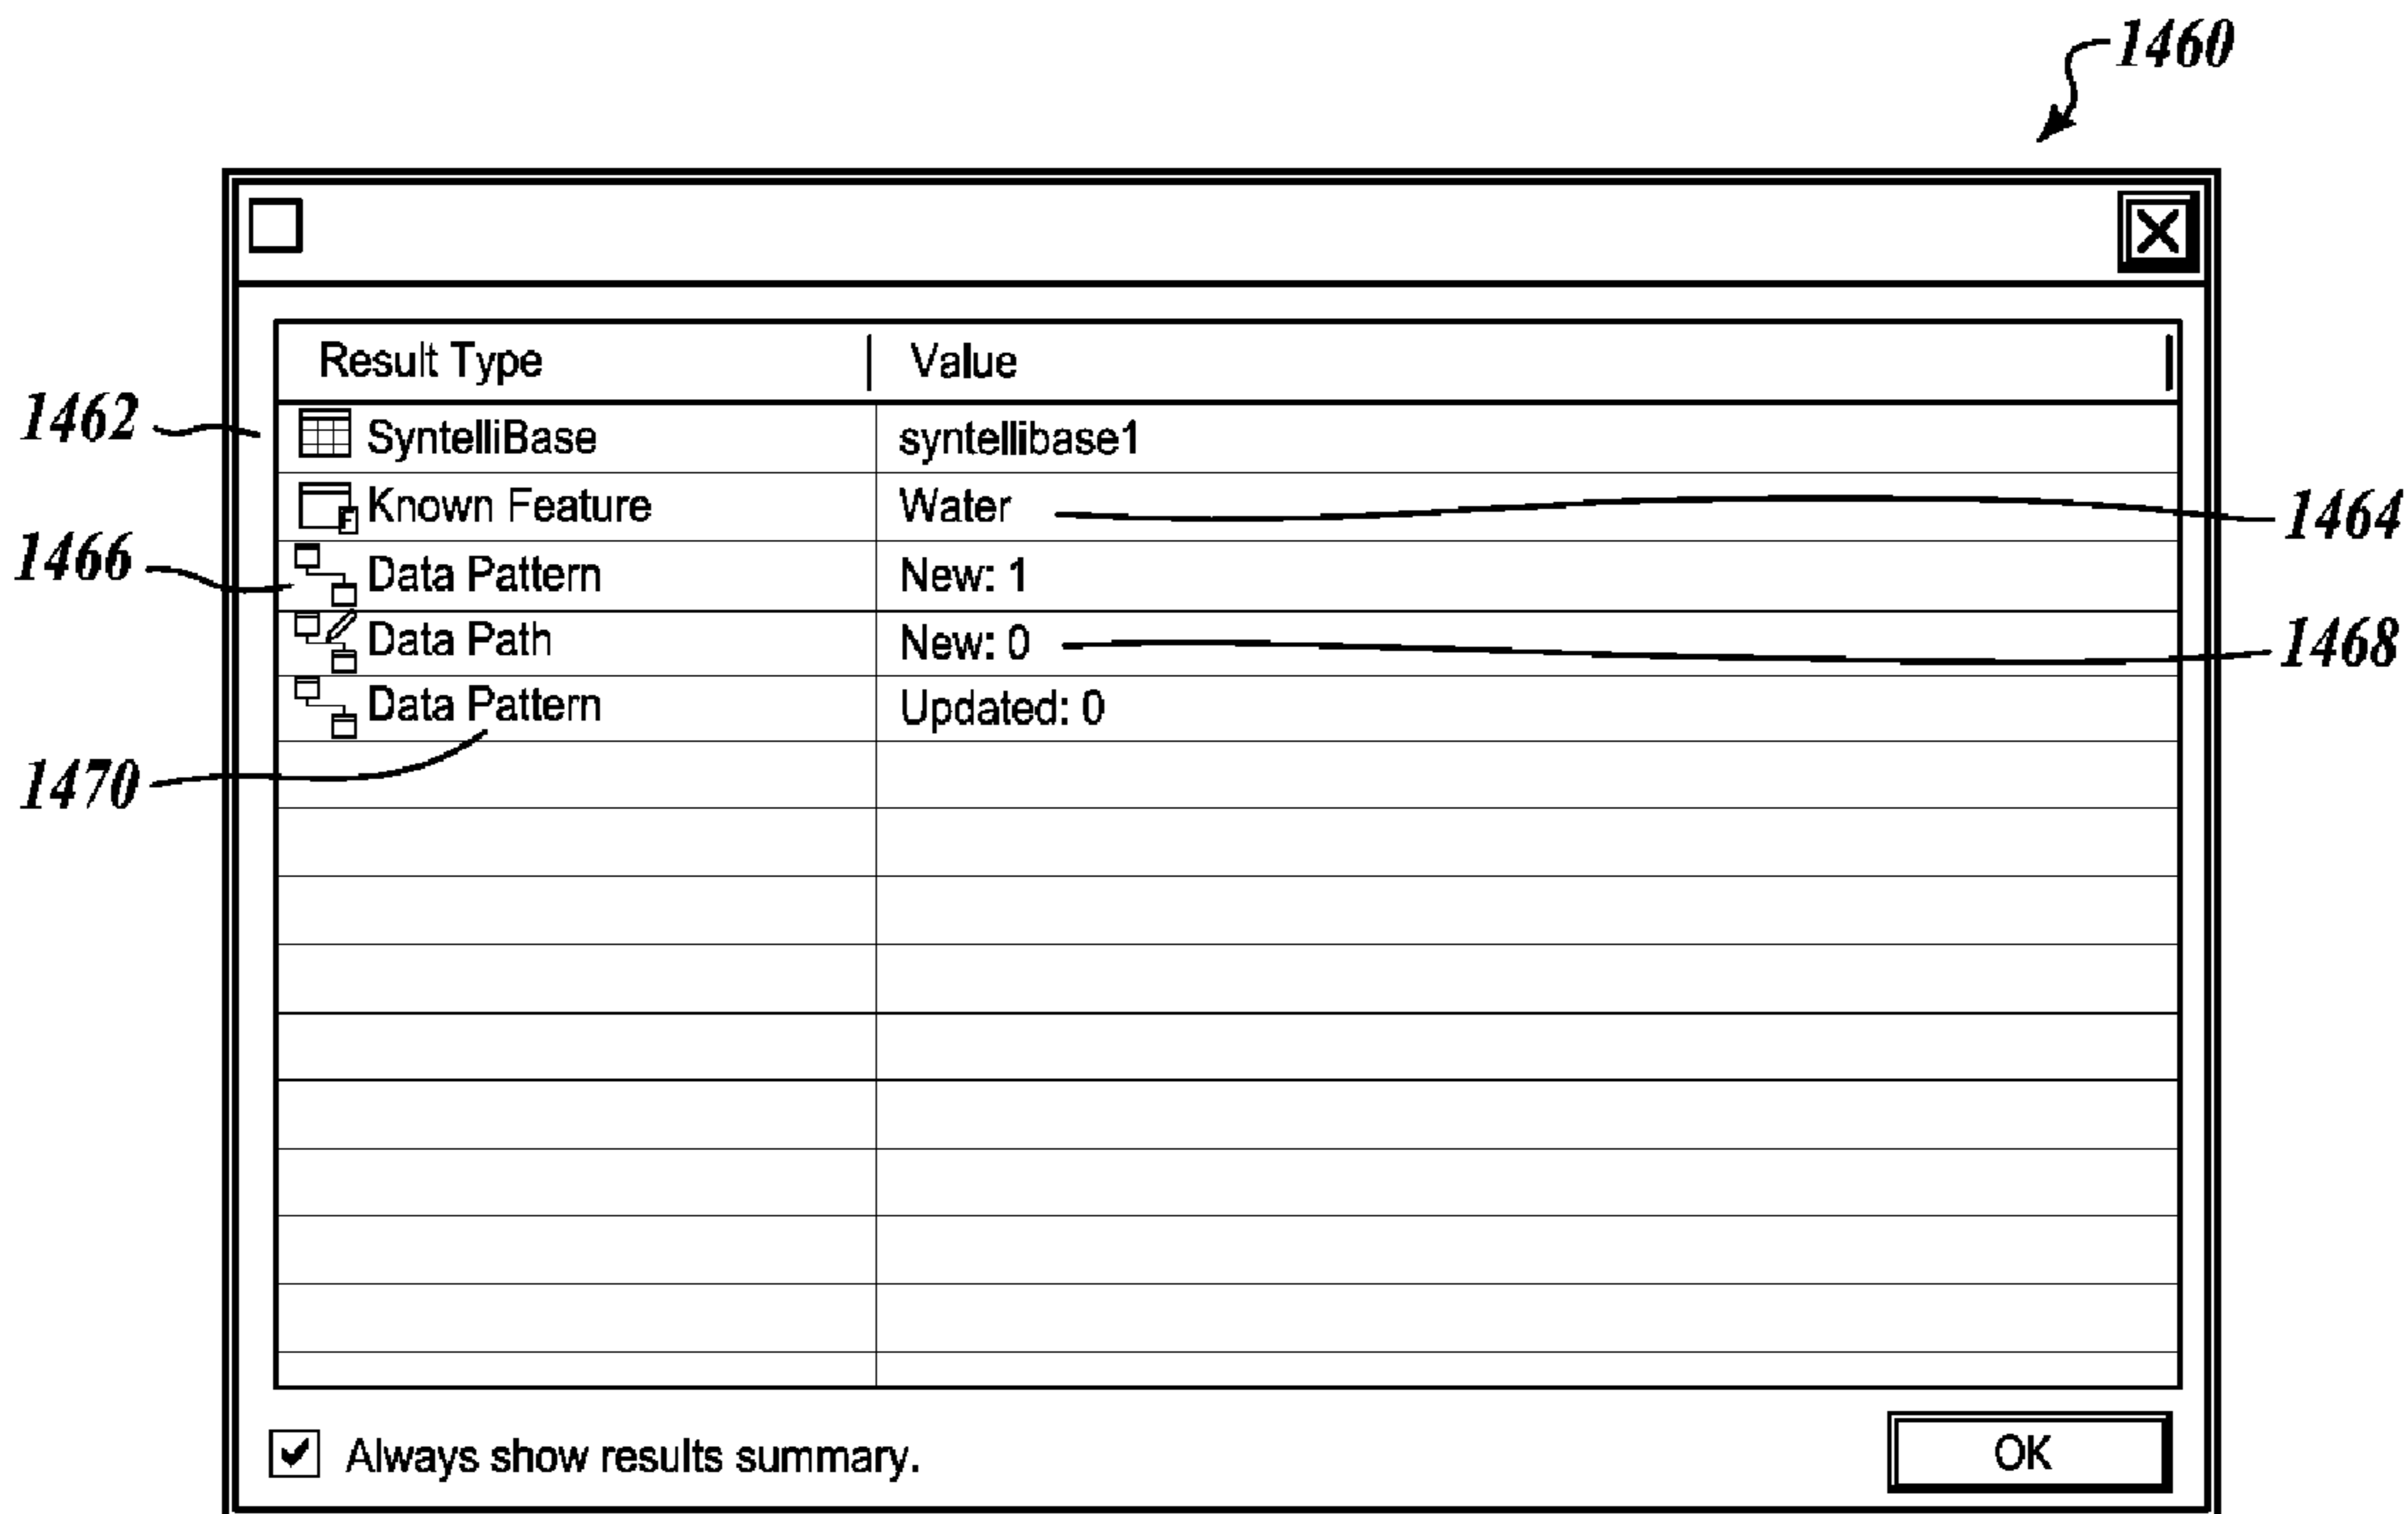 1460
Result Type Value
1462 SyntelliBase syntellibase1
Known Feature Water 1464
1466 Data Pattern New: 1
Data Path New: 0 1468
Data Pattern Updated: 0
1470
Always show results summary. OK